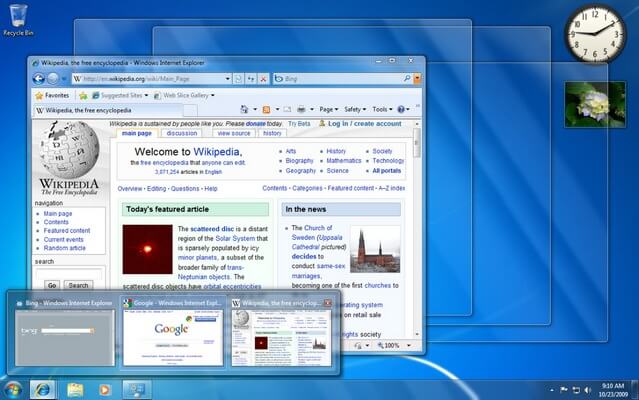 Recycle Bin
Wikipedia, the free encyclopedia - Windows Internet Explorer
http://en.wikipedia.org/wiki/Main_Page
Bing
Favorites
Suggested Sites
Web Slice Gallery
Wikipedia, the free encyclopedia
Page
Safety
Tools
Wikipedia is sustained by people like you. Please donate today.
Try Beta
Log in / create account
main page
discussion
view source
history
WIKIPEDIA
The Free Encyclopedia
navigation
Main page
Contents
Featured content
Current events
Random article
search
Go
Search
Welcome to Wikipedia,
the free encyclopedia that anyone can edit.
3,071,254 articles in English
Arts
Biography
Geography
History
Mathematics
Science
Society
Technology
All portals
Overview · Editing · Questions · Help
Contents · Categories · Featured content · A–Z index
Today's featured article
The scattered disc is a distant
region of the Solar System that
is sparsely populated by icy
minor planets, a subset of the
broader family of trans-
Neptunian objects. The
scattered disc objects have orbital eccentricities
In the news
The Church of
Sweden (Uppsala
Cathedral pictured)
decides to
conduct same-sex
marriages,
becoming one of the first churches to
operating system
on retail sale
rights society
100%
Bing - Windows Internet Explorer
Google - Windows Internet Expl...
Wikipedia, the free encyclop...
bing
Google
9:10 AM
10/23/2009